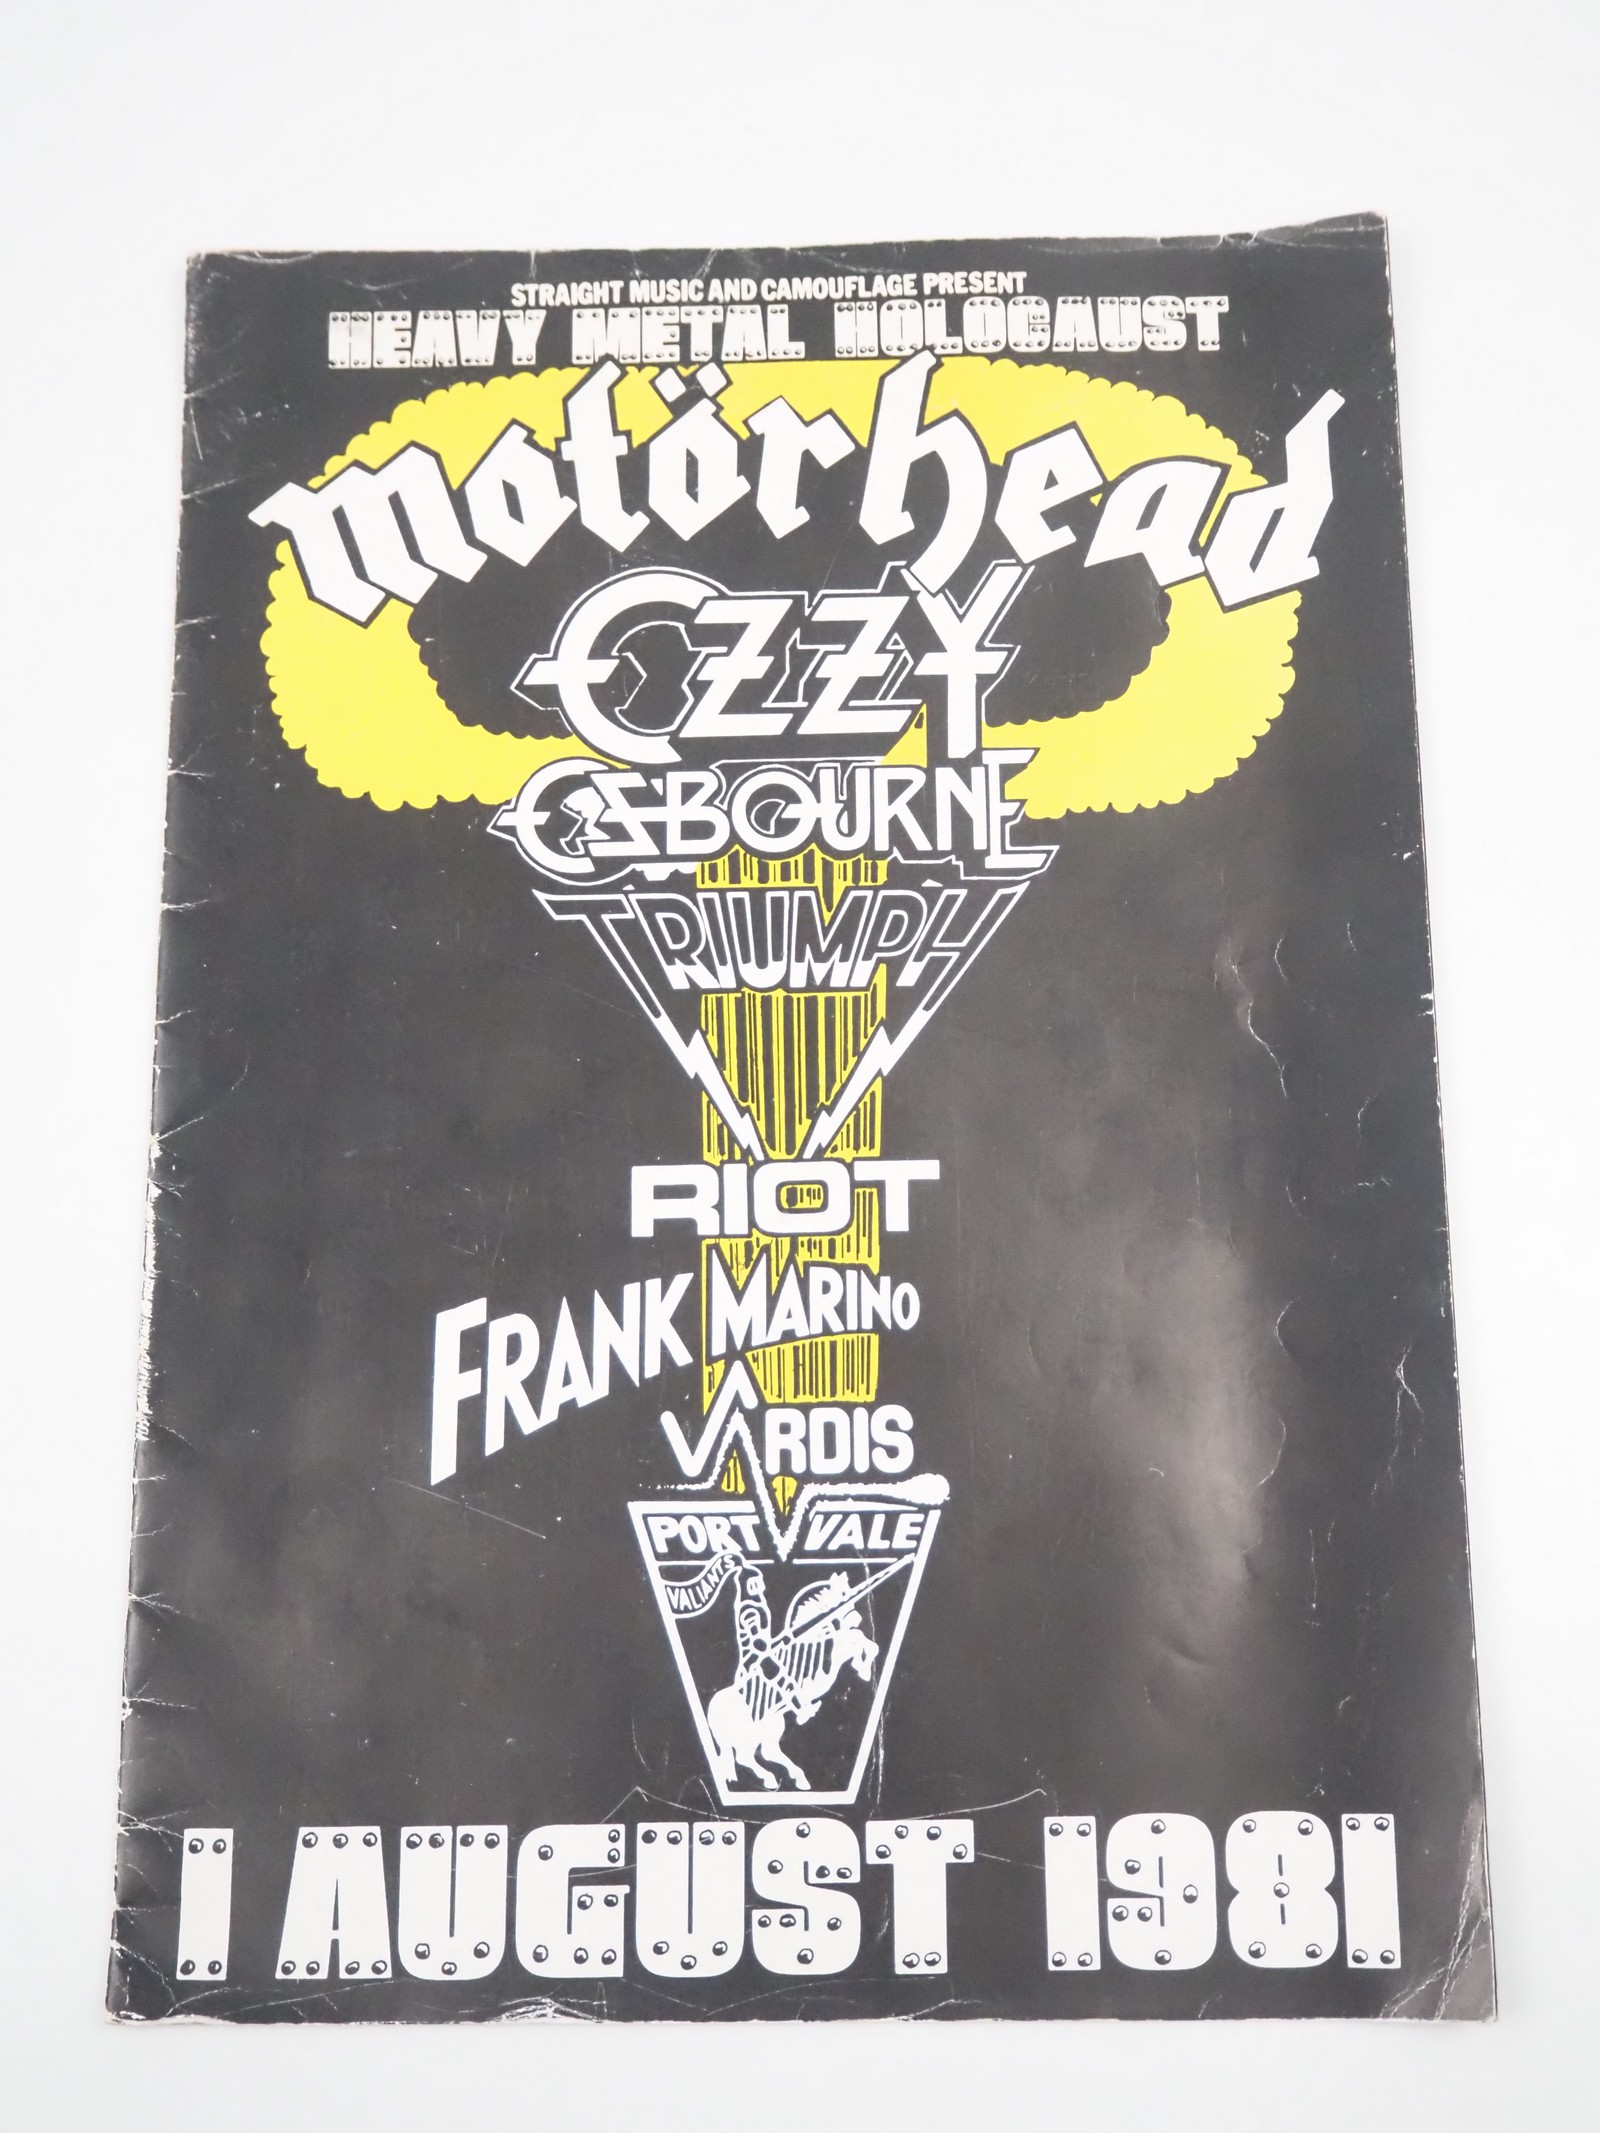 STRAIGHT MUSIC AND CAMOUFLAGE PRESENT
HEAVY METAL HOLOCAUST
motörhead
OZZY
OSBOURNE
TRIUMPH
RIOT
FRANK MARINO
VARDIS
PORT VALE
VALIANTS
1 AUGUST 1981